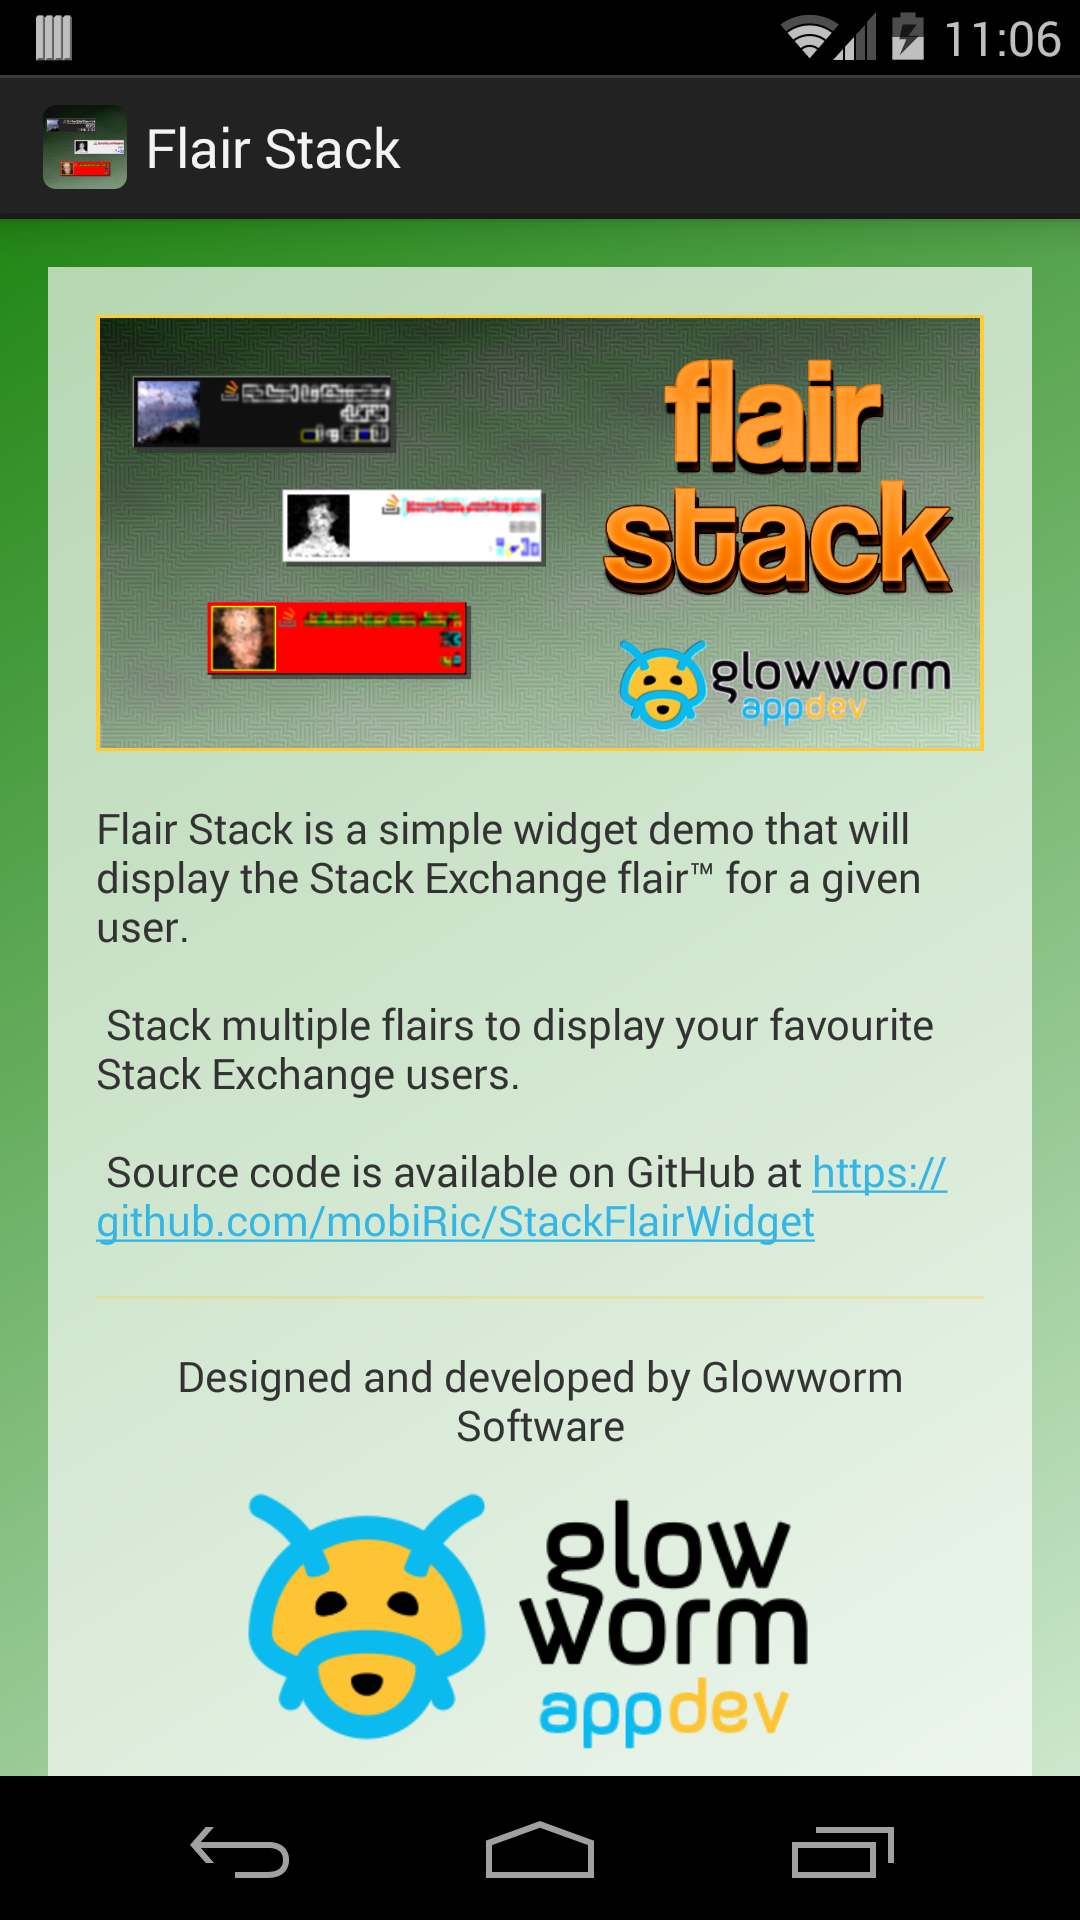 11:06
Flair Stack
flair
stack
glowworm
appdev
Flair Stack is a simple widget demo that will
display the Stack Exchange flair™ for a given
user.
Stack multiple flairs to display your favourite
Stack Exchange users.
Source code is available on GitHub at https://
github.com/mobiRic/StackFlairWidget
Designed and developed by Glowworm
Software
glow
worm
appdev